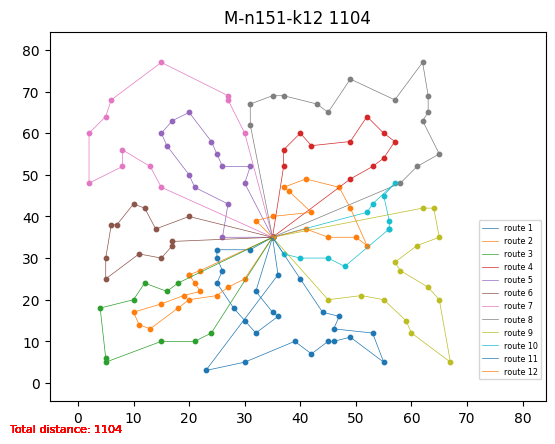 M-n151-k12 1104
80
70
60
50
40
30
20
10
0
0 10 20 30 40 50 60 70 80
route 1
route 2
route 3
route 4
route 5
route 6
route 7
route 8
route 9
route 10
route 11
route 12
Total distance: 1104